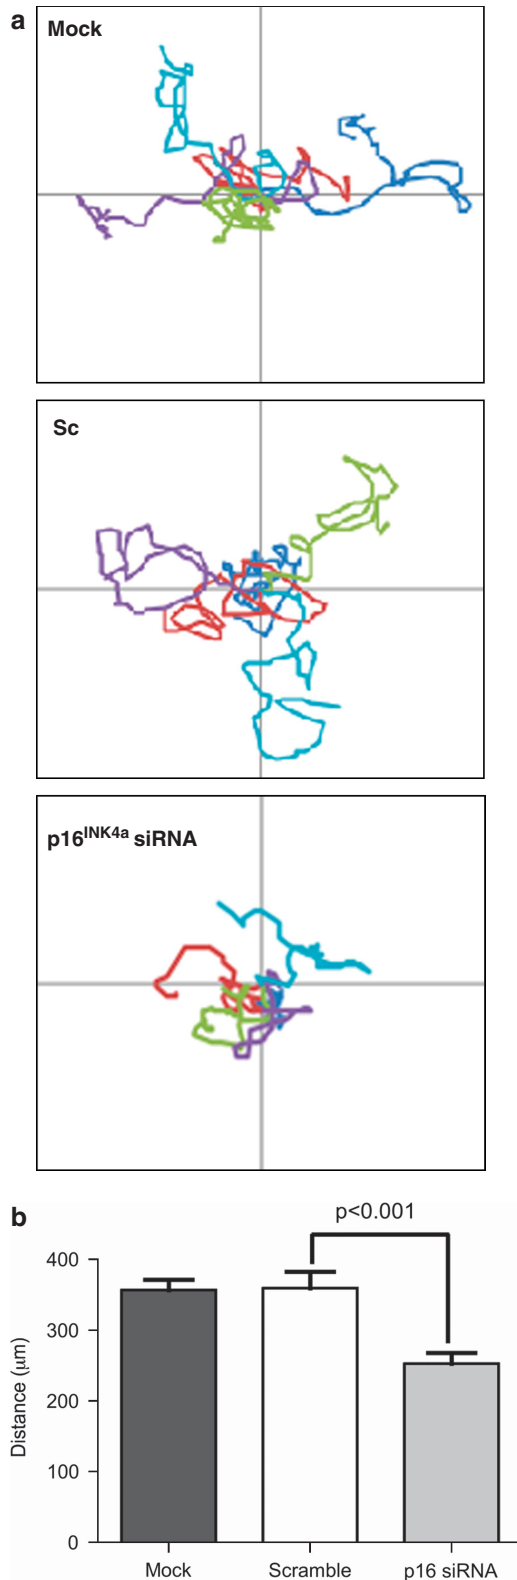 a
Mock
Sc
p16INK4a siRNA
b
p<0.001
400
300
200
100
0
Distance (μm)
Mock Scramble p16 siRNA